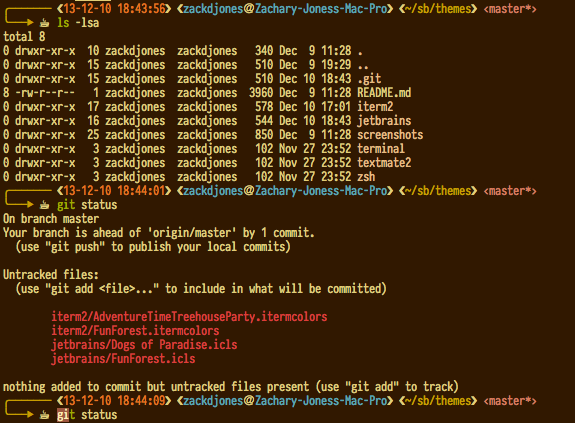 ❮13-12-10 18:43:56❯ ❮zackdjones@Zachary-Joness-Mac-Pro❯ ❮~/sb/themes❯ <master*>
ls -lsa
total 8
0 drwxr-xr-x  10 zackdjones  zackdjones   340 Dec  9 11:28 .
0 drwxr-xr-x  15 zackdjones  zackdjones   510 Dec  9 19:29 ..
0 drwxr-xr-x  15 zackdjones  zackdjones   510 Dec 10 18:43 .git
8 -rw-r--r--   1 zackdjones  zackdjones  3960 Dec  9 11:28 README.md
0 drwxr-xr-x  17 zackdjones  zackdjones   578 Dec 10 17:01 iterm2
0 drwxr-xr-x  16 zackdjones  zackdjones   544 Dec 10 18:43 jetbrains
0 drwxr-xr-x  25 zackdjones  zackdjones   850 Dec  9 11:28 screenshots
0 drwxr-xr-x   3 zackdjones  zackdjones   102 Nov 27 23:52 terminal
0 drwxr-xr-x   3 zackdjones  zackdjones   102 Nov 27 23:52 textmate2
0 drwxr-xr-x   3 zackdjones  zackdjones   102 Nov 27 23:52 zsh
❮13-12-10 18:44:01❯ ❮zackdjones@Zachary-Joness-Mac-Pro❯ ❮~/sb/themes❯ <master*>
git status
On branch master
Your branch is ahead of 'origin/master' by 1 commit.
  (use "git push" to publish your local commits)
Untracked files:
  (use "git add <file>..." to include in what will be committed)
iterm2/AdventureTimeTreehouseParty.itermcolors
iterm2/FunForest.itermcolors
jetbrains/Dogs of Paradise.icls
jetbrains/FunForest.icls
nothing added to commit but untracked files present (use "git add" to track)
❮13-12-10 18:44:09❯ ❮zackdjones@Zachary-Joness-Mac-Pro❯ ❮~/sb/themes❯ <master*>
git status